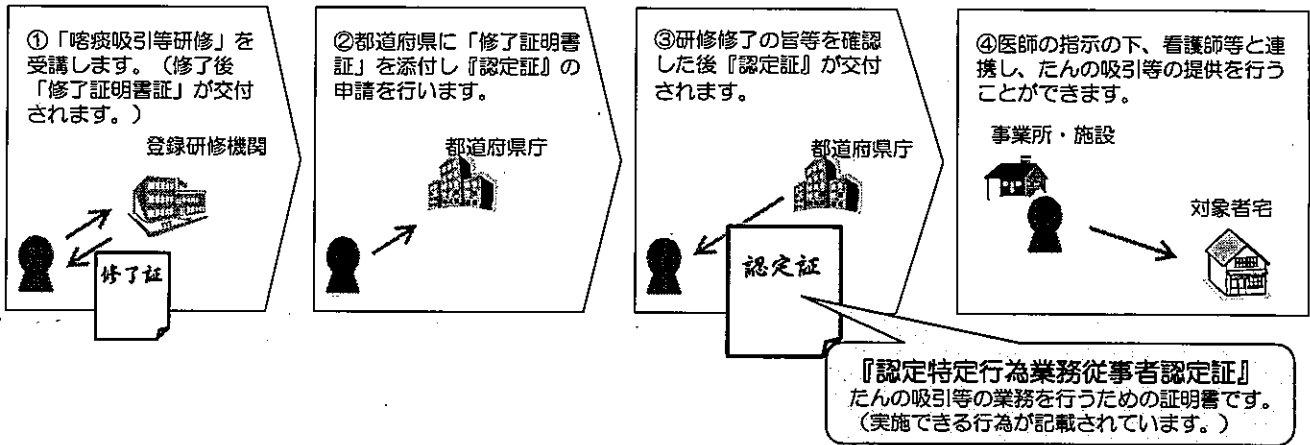 ①「喀痰吸引等研修」を
受講します。(修了後
「修了証明書証」が交付
されます。)
登録研修機関
修了証
②都道府県に「修了証明書
証」を添付し『認定証』の
申請を行います。
都道府県庁
③研修修了の旨等を確認
した後『認定証』が交付
されます。
都道府県庁
認定証
④医師の指示の下、看護師等と連
携し、たんの吸引等の提供を行う
ことができます。
事業所・施設
対象者宅
『認定特定行為業務従事者認定証』
たんの吸引等の業務を行うための証明書です。
(実施できる行為が記載されています。)